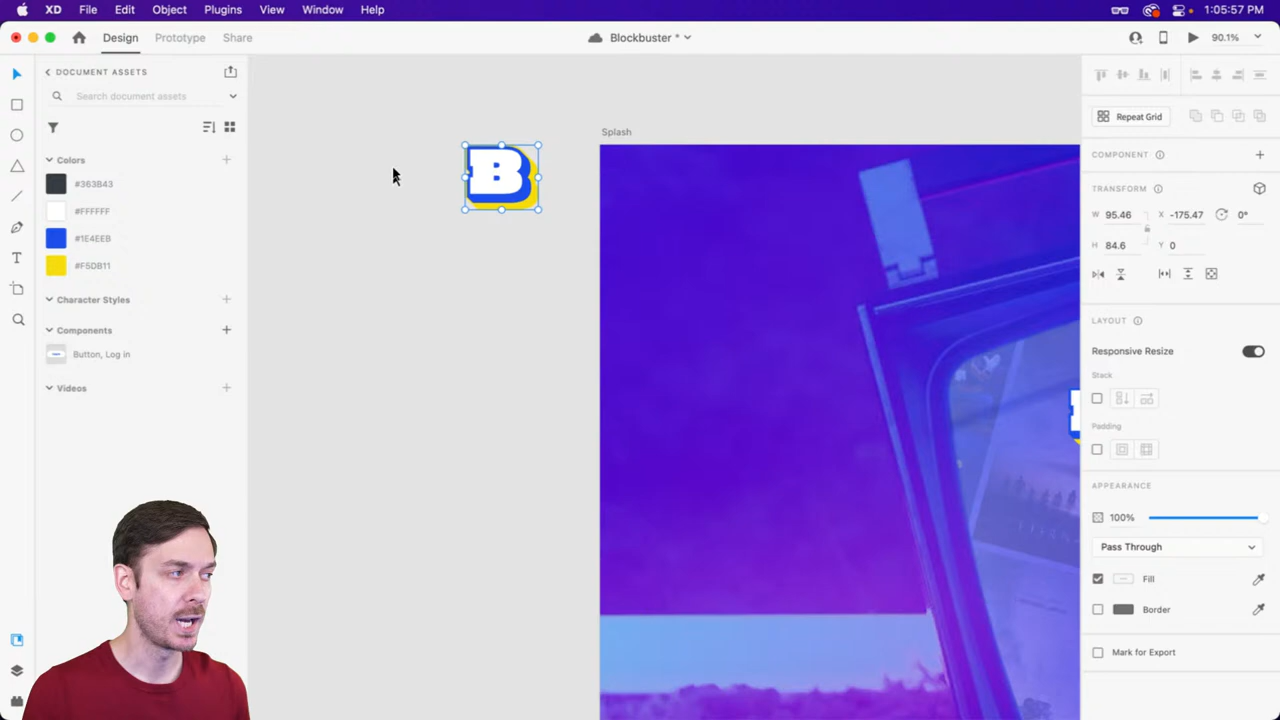 XD File Edit Object Plugins View Window Help 1:05:57 PM
Design Prototype Share Blockbuster * 90.1%
DOCUMENT ASSETS
Search document assets
Colors
#363B43
#FFFFFF
#1E4EEB
#F5DB11
Character Styles
Components
Button, Log in
Videos
B
Splash
Repeat Grid
COMPONENT
TRANSFORM
W 95.46 X -175.47 0°
H 84.6 Y 0
LAYOUT
Responsive Resize
Stack
Padding
APPEARANCE
100%
Pass Through
Fill
Border
Mark for Export